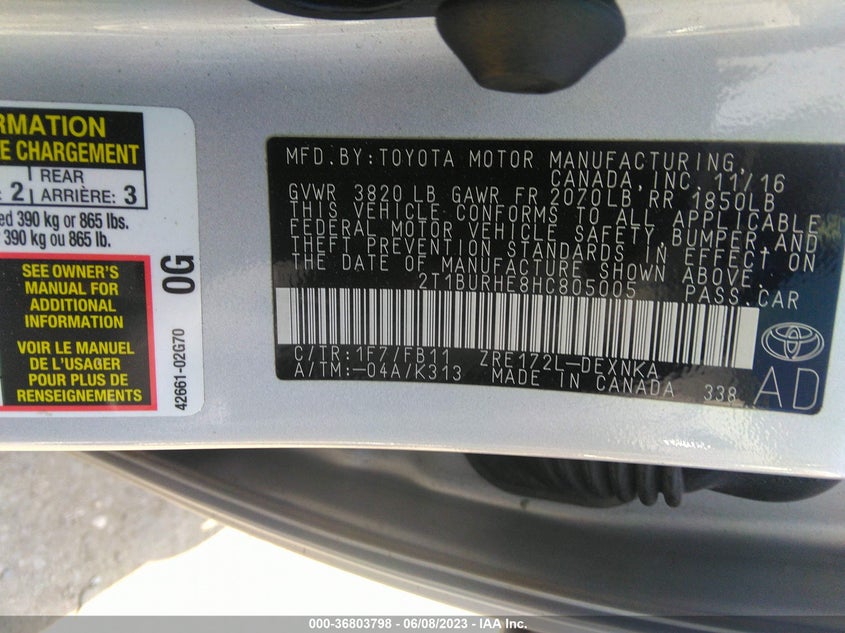 RMATION
E CHARGEMENT
2
REAR
ARRIÈRE: 3
ed 390 kg or 865 lbs.
390 kg ou 865 lb.
SEE OWNER'S
MANUAL FOR
ADDITIONAL
INFORMATION
VOIR LE MANUEL
DE L'USAGER
POUR PLUS DE
RENSEIGNEMENTS
0G
42661-02G70
MFD.BY:TOYOTA MOTOR MANUFACTURING,
CANADA,INC. 11/16
GVWR 3820 LB GAWR FR 2070LB,RR 1850LB
THIS VEHICLE CONFORMS TO ALL APPLICABLE
FEDERAL MOTOR VEHICLE SAFETY,BUMPER,AND
THEFT PREVENTION STANDARDS IN EFFECT ON
THE DATE OF MANUFACTURE SHOWN ABOVE.
2T1BURHE8HC805005 PASS.CAR
C/TR:1F7/FB11 ZRE172L-DEXNKA
A/TM:-04A/K313 MADE IN CANADA 338
AD
000-36803798 - 06/08/2023 - IAA Inc.